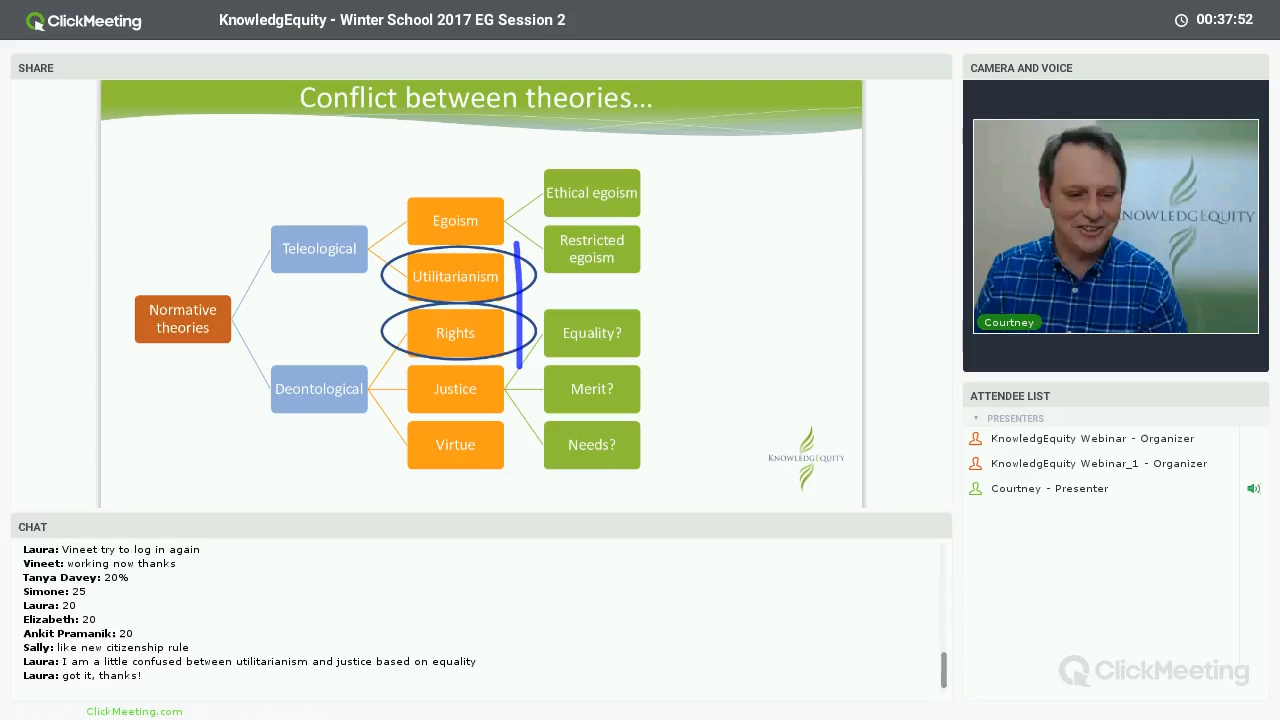 ClickMeeting
KnowledgEquity - Winter School 2017 EG Session 2
00:37:52
SHARE
Conflict between theories...
Ethical egoism
Egoism
Restricted
egoism
Teleological
Utilitarianism
Normative
theories
Rights
Equality?
Deontological
Justice
Merit?
Virtue
Needs?
KNOWLEDGEQUITY
CHAT
Laura: Vineet try to log in again
Vineet: working now thanks
Tanya Davey: 20%
Simone: 25
Laura: 20
Elizabeth: 20
Ankit Pramanik: 20
Sally: like new citizenship rule
Laura: I am a little confused between utilitarianism and justice based on equality
Laura: got it, thanks!
ClickMeeting.com
CAMERA AND VOICE
KNOWLEDGEQUITY
Courtney
ATTENDEE LIST
PRESENTERS
KnowledgEquity Webinar - Organizer
KnowledgEquity Webinar_1 - Organizer
Courtney - Presenter
ClickMeeting